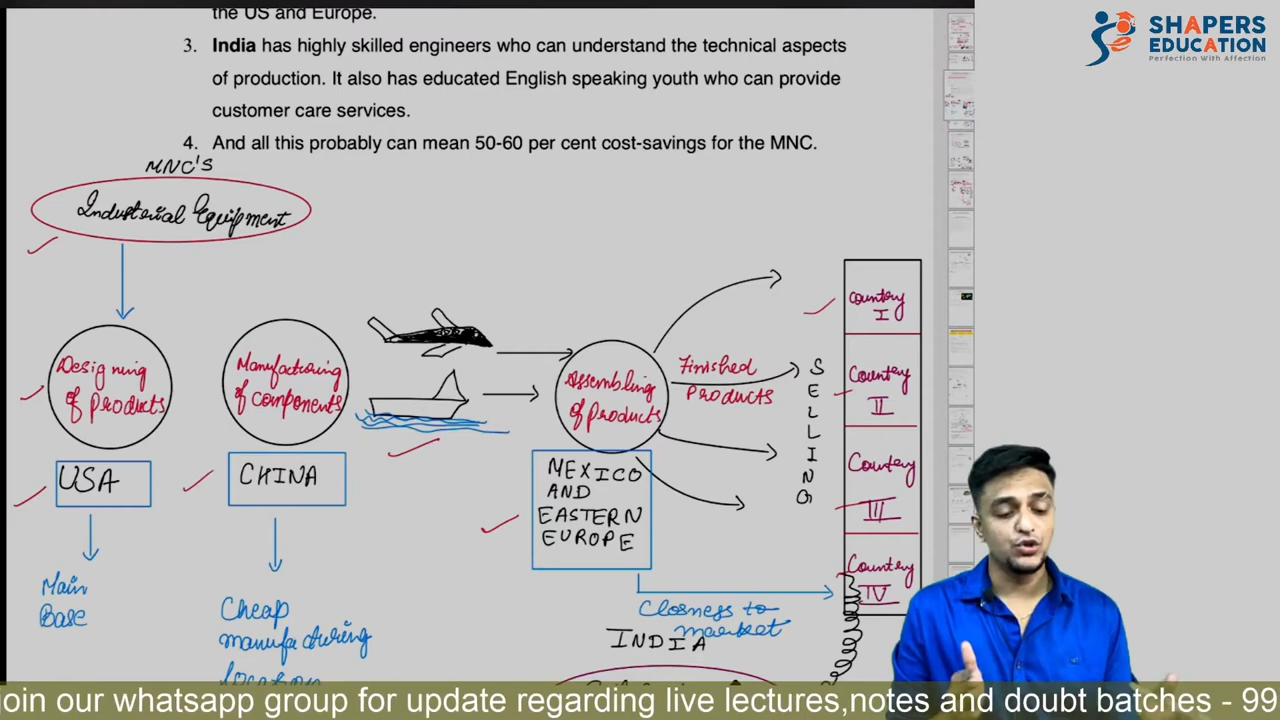 the US and Europe.
SHAPERS
EDUCATION
Perfection With Affection
3. India has highly skilled engineers who can understand the technical aspects
of production. It also has educated English speaking youth who can provide
customer care services.
4. And all this probably can mean 50-60 per cent cost-savings for the MNC.
MNC'S
Industerial Equipment
Designing
of products
USA
Main
Base
Manufacturing
of components
CHINA
Cheap
manufacturing
location
Assembling
of products
MEXICO
AND
EASTERN
EUROPE
Finished
Products
SELLING
Country
I
Country
II
Country
III
Country
IV
Closness to
market
INDIA
join our whatsapp group for update regarding live lectures,notes and doubt batches - 99